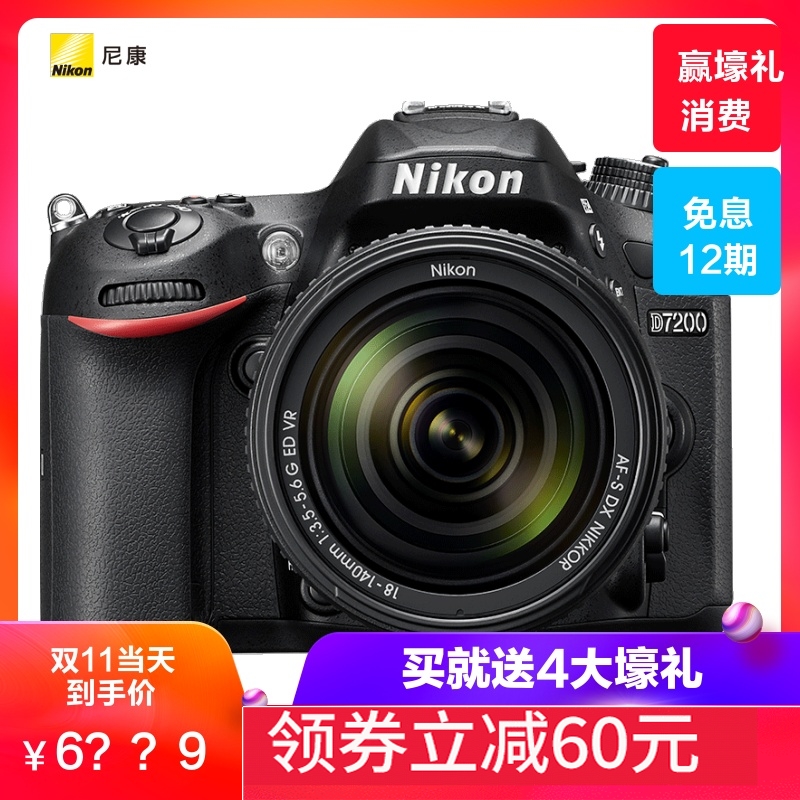 Nikon 尼康
赢壕礼
消费
免息
12期
Nikon
Nikon
D7200
18-140mm 1:3.5-5.6G ED VR
AF-S DX NIKKOR
双11当天
到手价
¥ 6? ? 9
买就送4大壕礼
领券立减60元